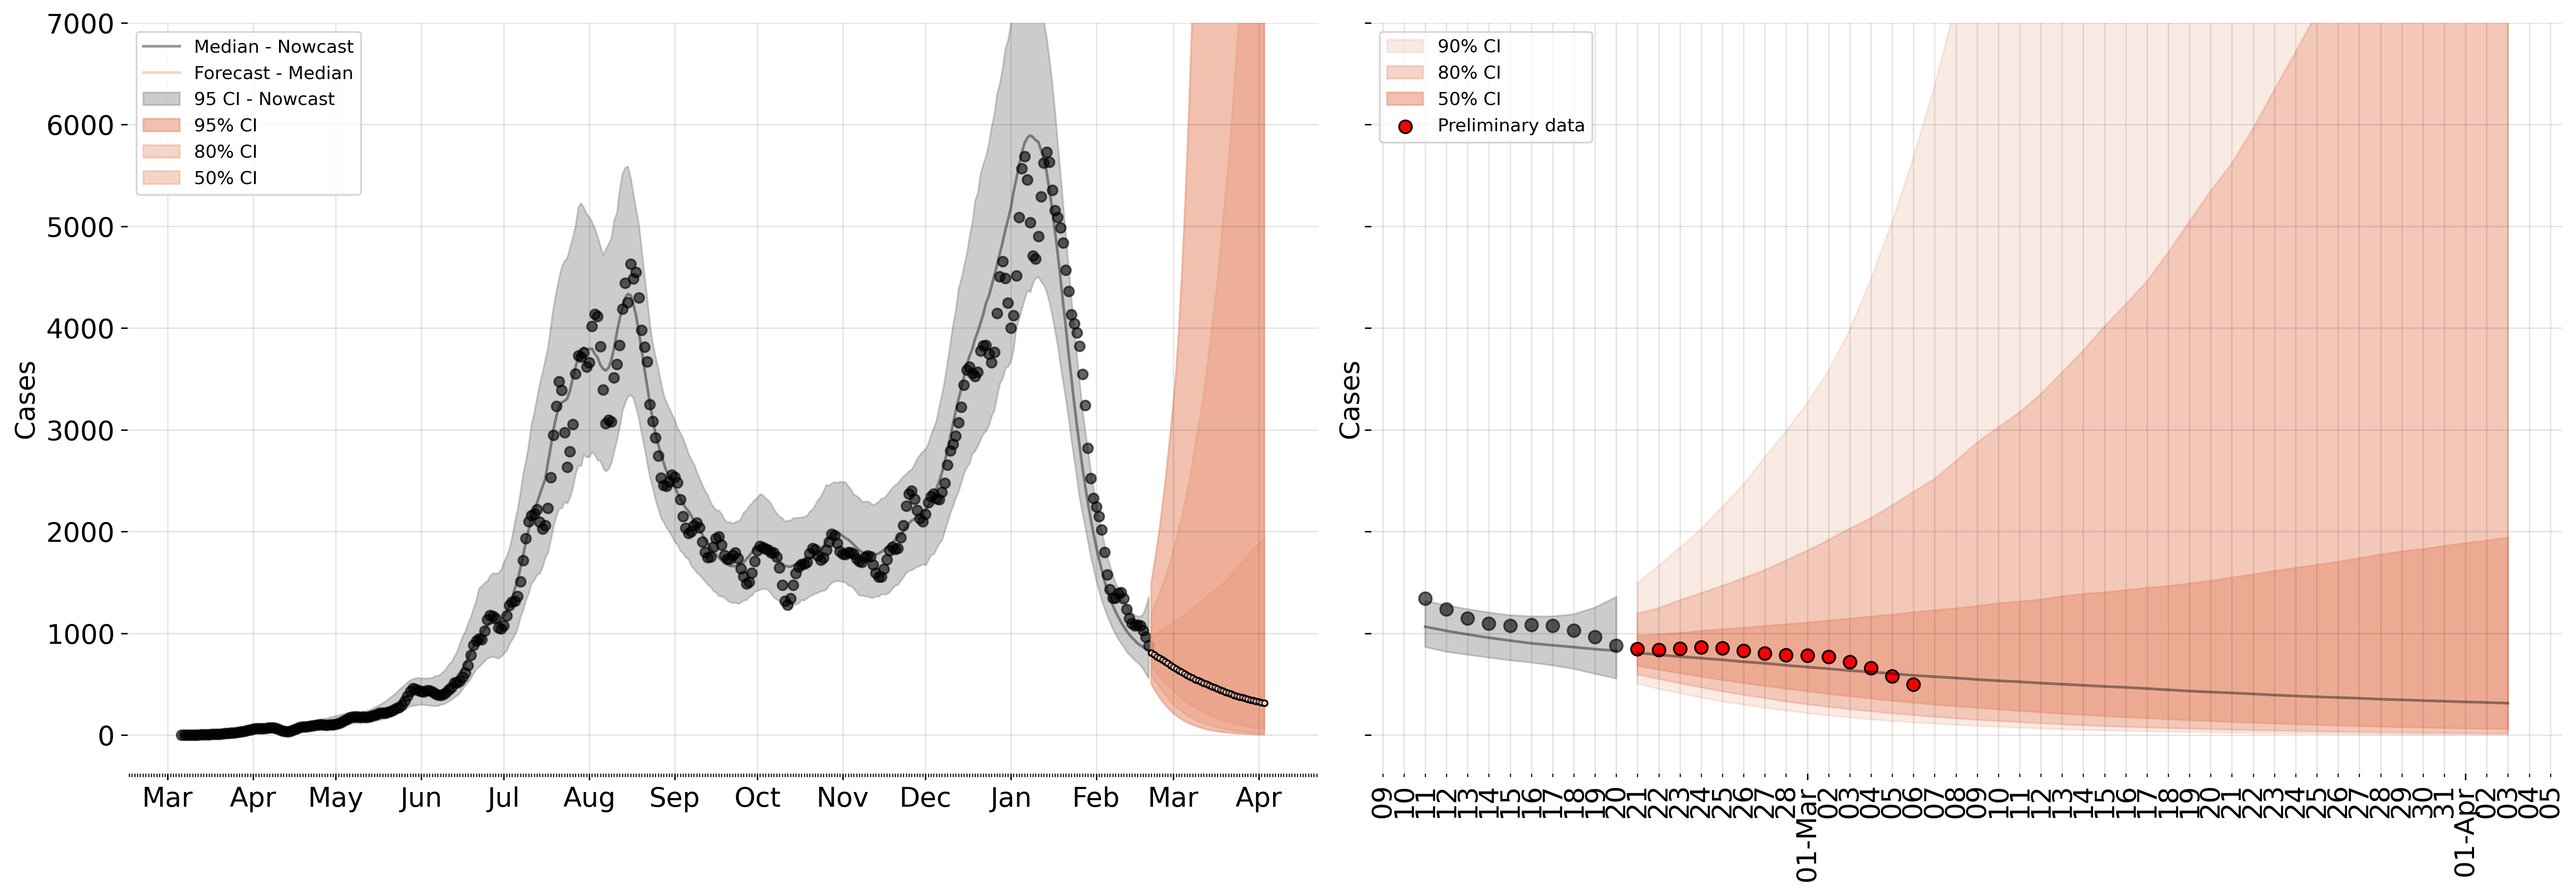 7000
6000
5000
4000
3000
2000
1000
0
Cases
Median - Nowcast
Forecast - Median
95 CI - Nowcast
95% CI
80% CI
50% CI
Mar Apr May Jun Jul Aug Sep Oct Nov Dec Jan Feb Mar Apr
Cases
90% CI
80% CI
50% CI
Preliminary data
09 10 11 12 13 14 15 16 17 18 19 20 21 22 23 24 25 26 27 28 01-Mar 02 03 04 05 06 07 08 09 10 11 12 13 14 15 16 17 18 19 20 21 22 23 24 25 26 27 28 29 30 31 01-Apr 02 03 04 05